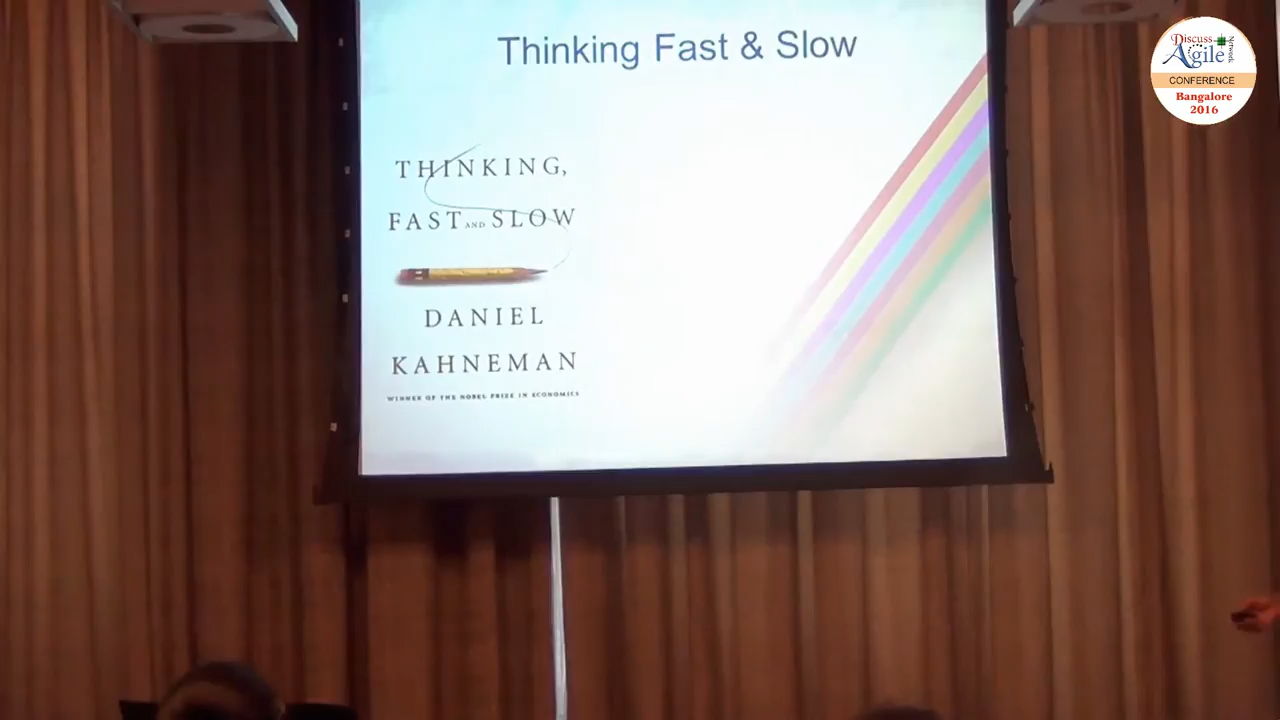 Thinking Fast & Slow
THINKING,
FAST AND SLOW
DANIEL
KAHNEMAN
WINNER OF THE NOBEL PRIZE IN ECONOMICS
Discuss
Agile
Network
CONFERENCE
Bangalore
2016